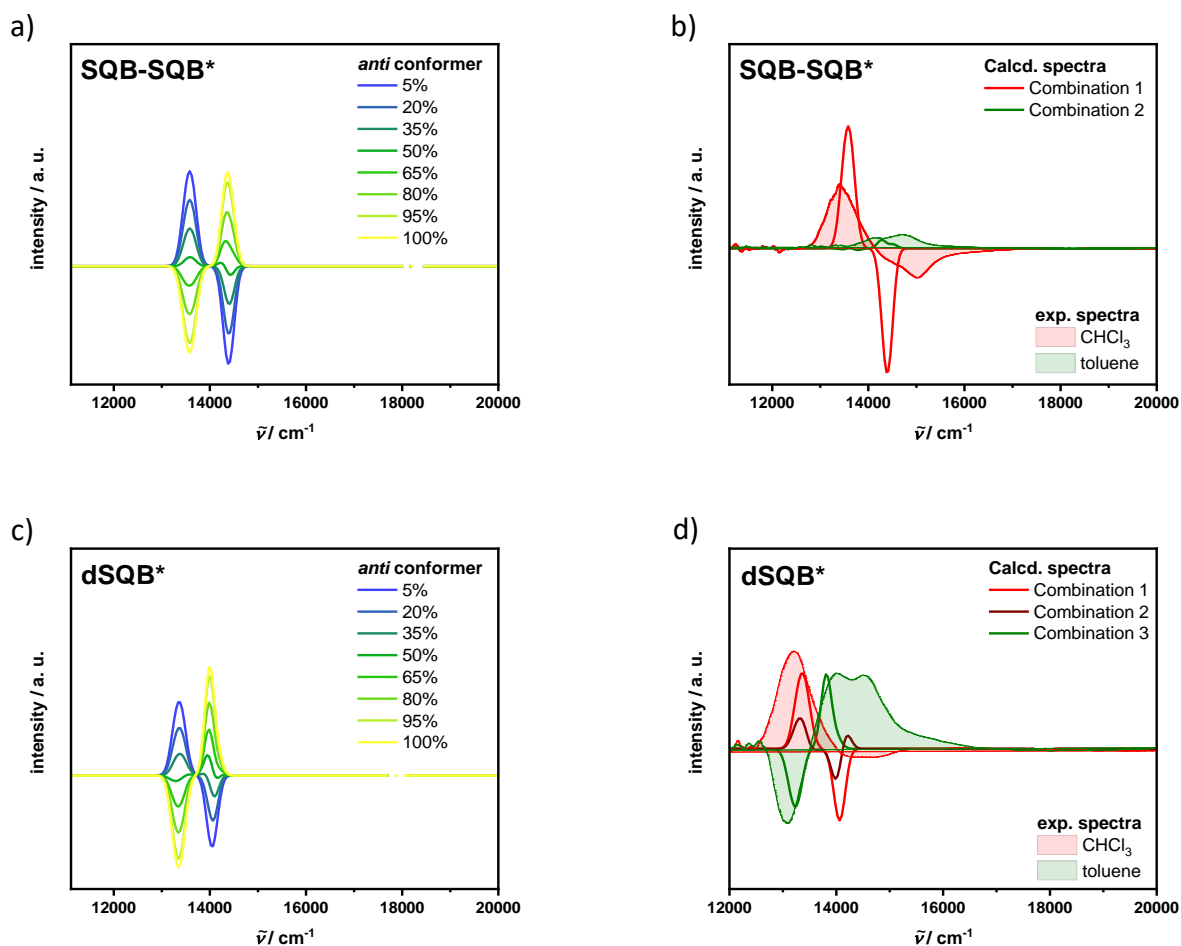 a)
SQB-SQB*
anti conformer
5%
20%
35%
50%
65%
80%
95%
100%
intensity / a. u.
12000 14000 16000 18000 20000
ṽ / cm⁻¹
b)
SQB-SQB*
Calcd. spectra
Combination 1
Combination 2
exp. spectra
CHCl₃
toluene
intensity / a. u.
12000 14000 16000 18000 20000
ṽ / cm⁻¹
c)
dSQB*
anti conformer
5%
20%
35%
50%
65%
80%
95%
100%
intensity / a. u.
12000 14000 16000 18000 20000
ṽ / cm⁻¹
d)
dSQB*
Calcd. spectra
Combination 1
Combination 2
Combination 3
exp. spectra
CHCl₃
toluene
intensity / a. u.
12000 14000 16000 18000 20000
ṽ / cm⁻¹